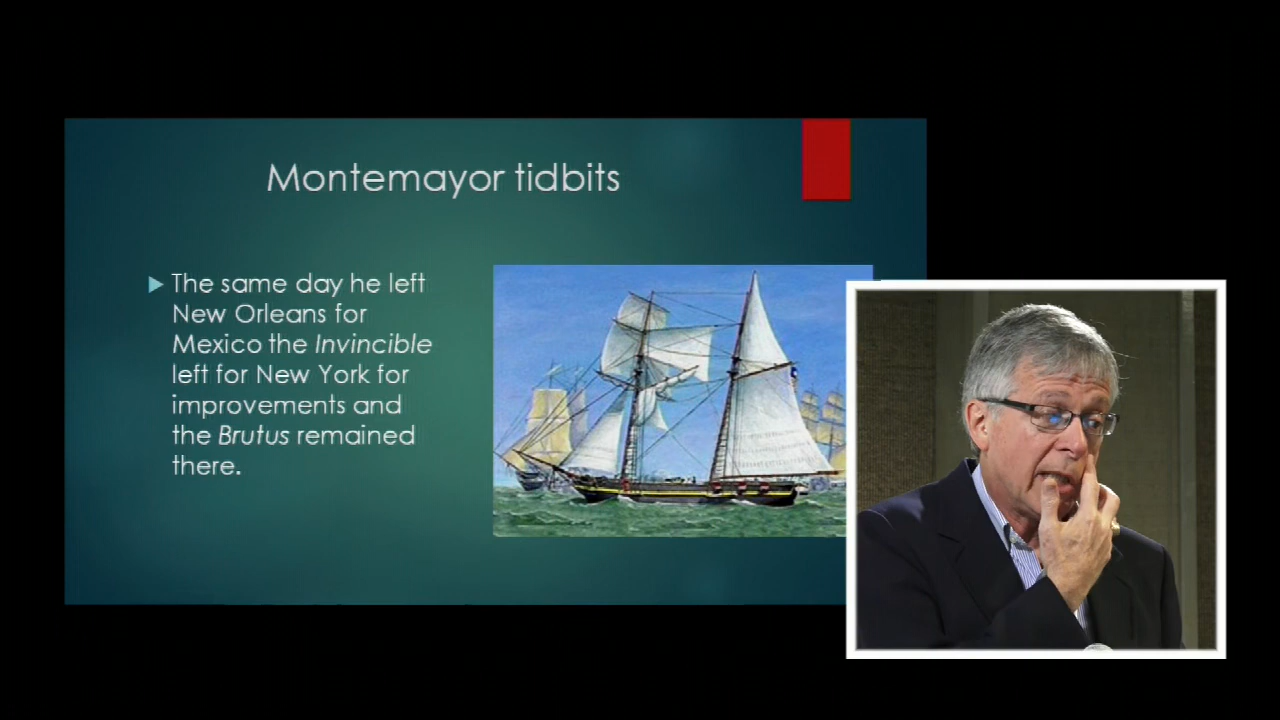 Montemayor tidbits
The same day he left
New Orleans for
Mexico the Invincible
left for New York for
improvements and
the Brutus remained
there.